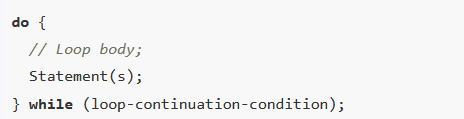 do {
  // Loop body;
  Statement(s);
} while (loop-continuation-condition);